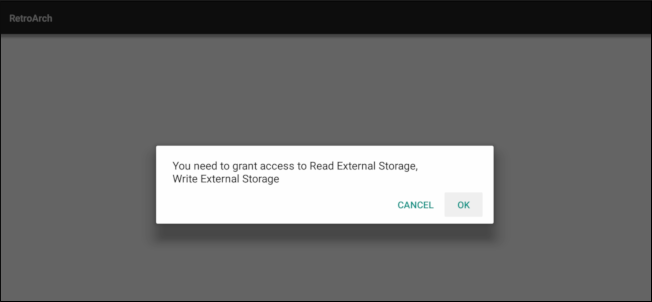 RetroArch
You need to grant access to Read External Storage,
Write External Storage
CANCEL OK